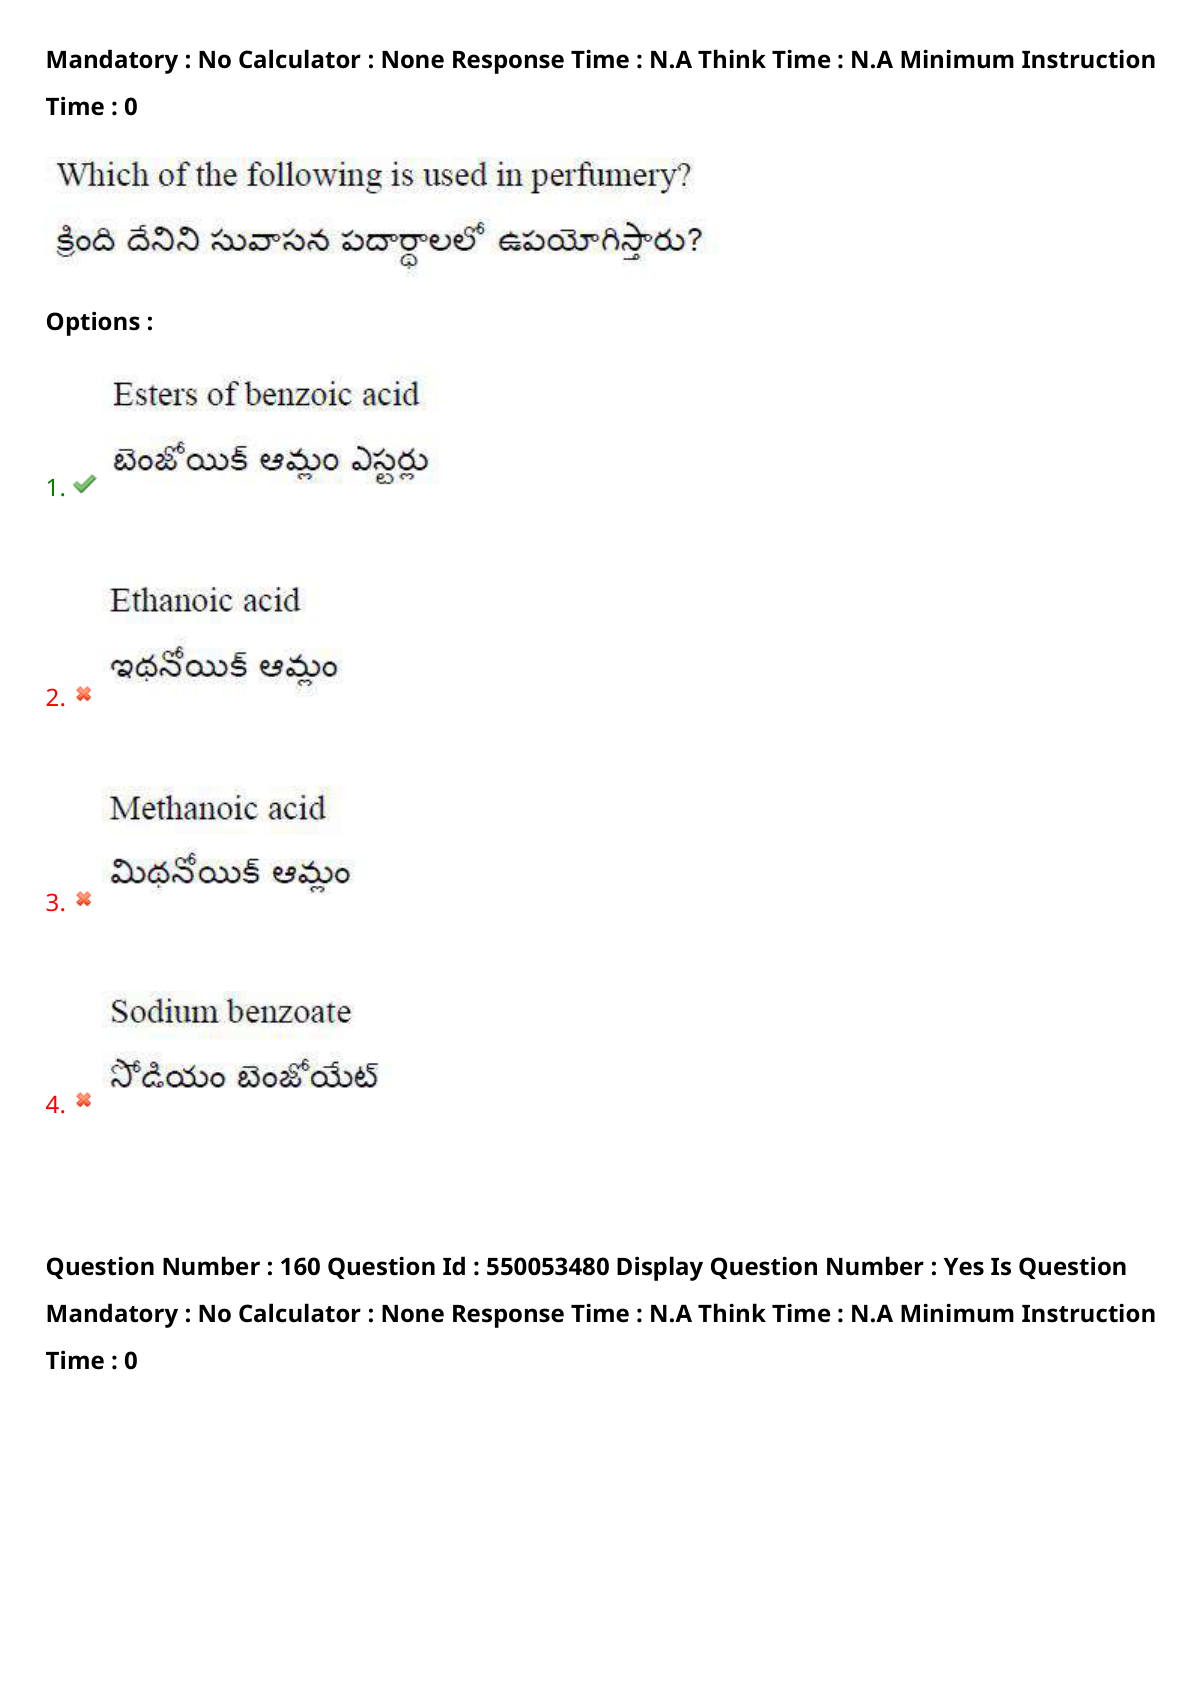 Mandatory : No Calculator : None Response Time : N.A Think Time : N.A Minimum Instruction
Time : 0
Which of the following is used in perfumery?
క్రింది దేనిని సువాసన పదార్థాలలో ఉపయోగిస్తారు?
Options :
Esters of benzoic acid
బెంజోయిక్ ఆమ్లం ఎస్టర్లు
1.
Ethanoic acid
ఇథనోయిక్ ఆమ్లం
2.
Methanoic acid
మిథనోయిక్ ఆమ్లం
3.
Sodium benzoate
సోడియం బెంజోయేట్
4.
Question Number : 160 Question Id : 550053480 Display Question Number : Yes Is Question
Mandatory : No Calculator : None Response Time : N.A Think Time : N.A Minimum Instruction
Time : 0